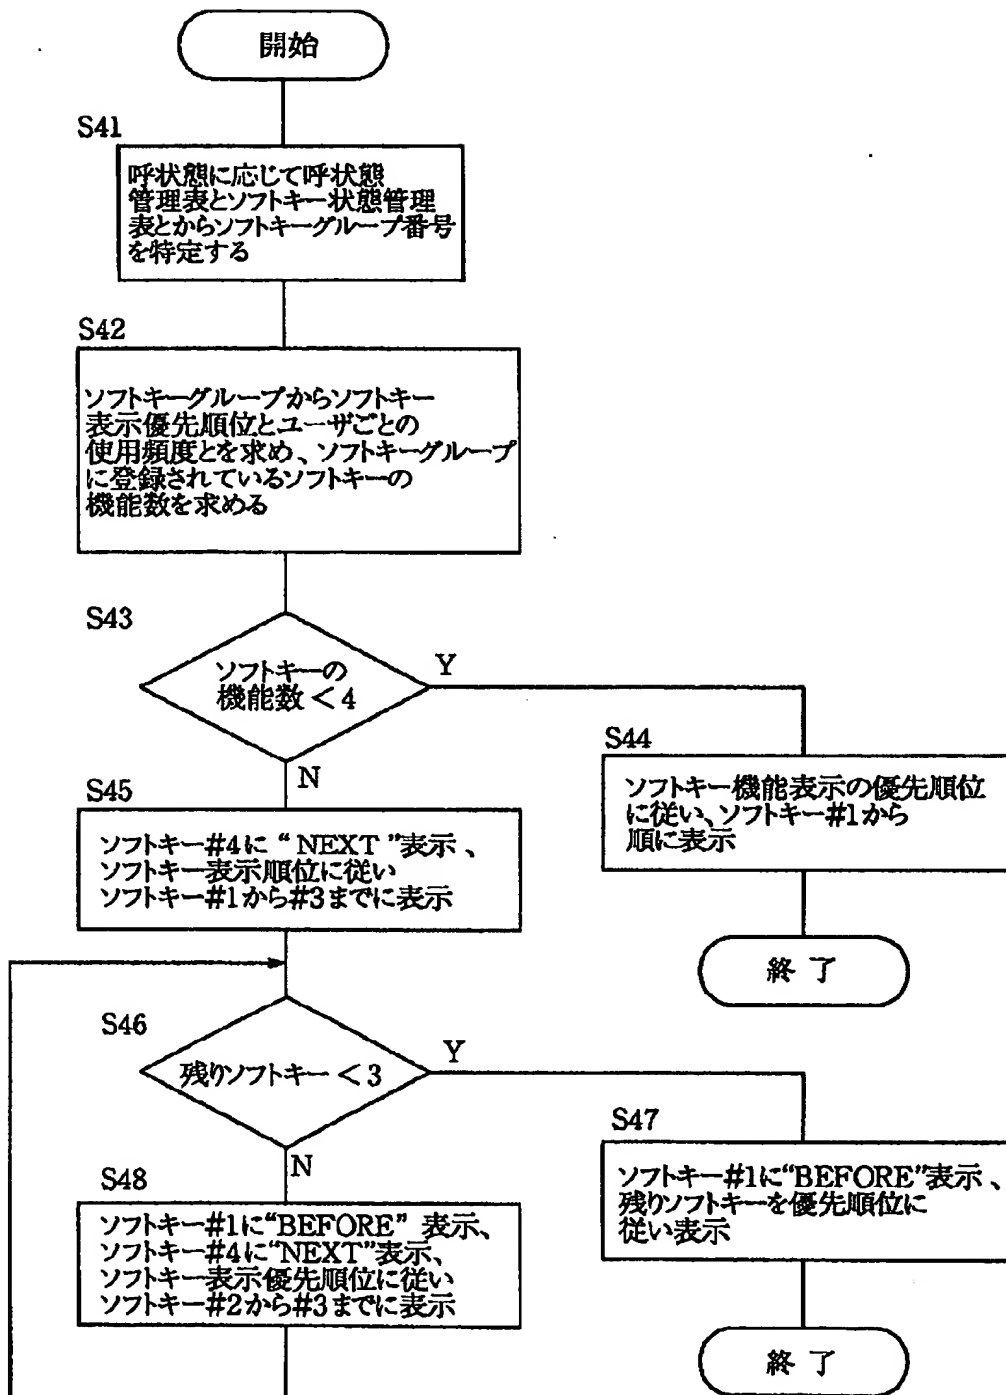 開始
S41
呼状態に応じて呼状態
管理表とソフトキー状態管理
表とからソフトキーグループ番号
を特定する
S42
ソフトキーグループからソフトキー
表示優先順位とユーザごとの
使用頻度とを求め、ソフトキーグループ
に登録されているソフトキーの
機能数を求める
S43
ソフトキーの
機能数 < 4
Y
N
S44
ソフトキー機能表示の優先順位
に従い、ソフトキー#1から
順に表示
終 了
S45
ソフトキー#4に “ NEXT ”表示 、
ソフトキー表示順位に従い
ソフトキー#1から#3までに表示
S46
残りソフトキー < 3
Y
N
S47
ソフトキー#1に“BEFORE”表示 、
残りソフトキーを優先順位に
従い表示
終 了
S48
ソフトキー#1に“BEFORE” 表示、
ソフトキー#4に“NEXT”表示、
ソフトキー表示優先順位に従い
ソフトキー#2から#3までに表示